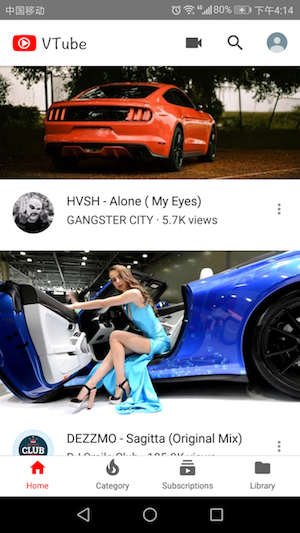 中国移动
80%
下午4:14
VTube
HVSH - Alone ( My Eyes)
GANGSTER CITY · 5.7K views
DEZZMO - Sagitta (Original Mix)
CLUB
Home
Category
Subscriptions
Library